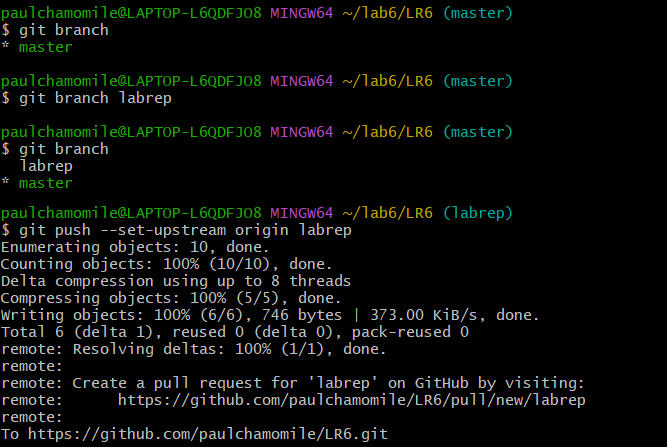 paulchamomile@LAPTOP-L6QDFJO8 MINGW64 ~/lab6/LR6 (master)
$ git branch
* master
paulchamomile@LAPTOP-L6QDFJO8 MINGW64 ~/lab6/LR6 (master)
$ git branch labrep
paulchamomile@LAPTOP-L6QDFJO8 MINGW64 ~/lab6/LR6 (master)
$ git branch
  labrep
* master
paulchamomile@LAPTOP-L6QDFJO8 MINGW64 ~/lab6/LR6 (labrep)
$ git push --set-upstream origin labrep
Enumerating objects: 10, done.
Counting objects: 100% (10/10), done.
Delta compression using up to 8 threads
Compressing objects: 100% (5/5), done.
Writing objects: 100% (6/6), 746 bytes | 373.00 KiB/s, done.
Total 6 (delta 1), reused 0 (delta 0), pack-reused 0
remote: Resolving deltas: 100% (1/1), done.
remote:
remote: Create a pull request for 'labrep' on GitHub by visiting:
remote:      https://github.com/paulchamomile/LR6/pull/new/labrep
remote:
To https://github.com/paulchamomile/LR6.git